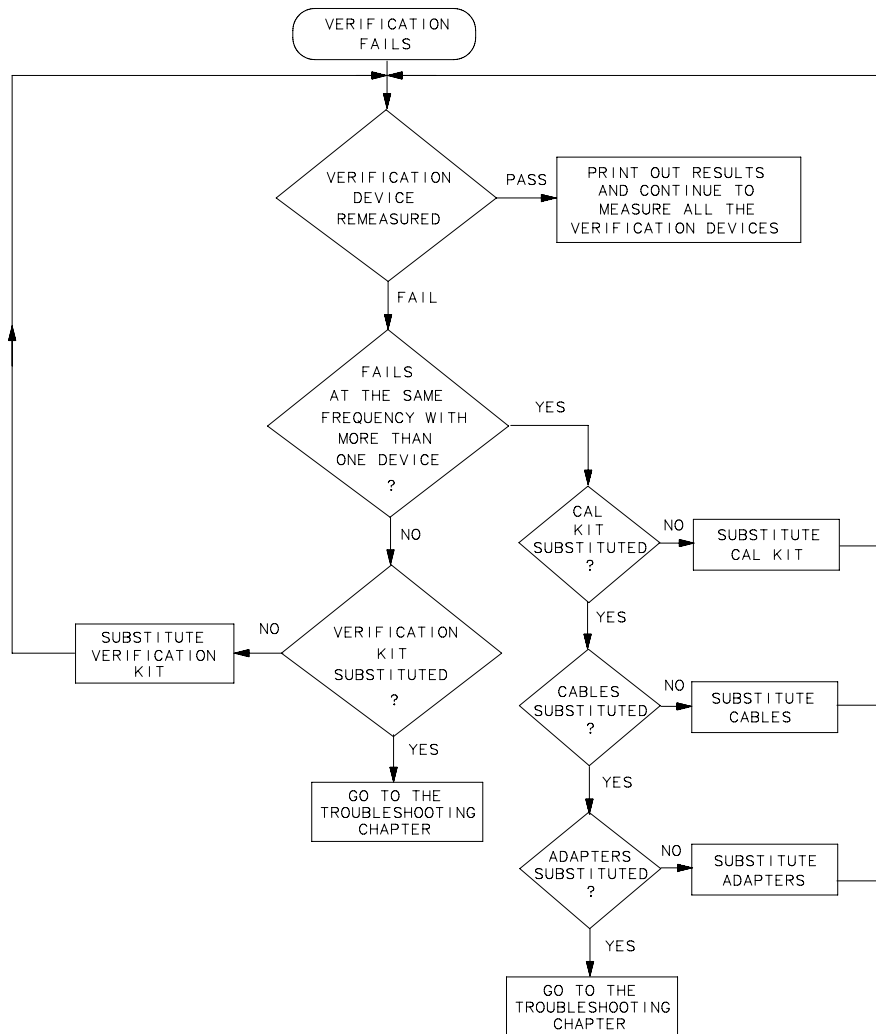 VERIFICATION
FAILS
VERIFICATION
DEVICE
REMEASURED
PASS
PRINT OUT RESULTS
AND CONTINUE TO
MEASURE ALL THE
VERIFICATION DEVICES
FAIL
FAILS
AT THE SAME
FREQUENCY WITH
MORE THAN
ONE DEVICE
?
YES
NO
CAL
KIT
SUBSTITUTED
?
NO
SUBSTITUTE
CAL KIT
YES
VERIFICATION
KIT
SUBSTITUTED
?
NO
SUBSTITUTE
VERIFICATION
KIT
YES
GO TO THE
TROUBLESHOOTING
CHAPTER
CABLES
SUBSTITUTED
?
NO
SUBSTITUTE
CABLES
YES
ADAPTERS
SUBSTITUTED
?
NO
SUBSTITUTE
ADAPTERS
YES
GO TO THE
TROUBLESHOOTING
CHAPTER